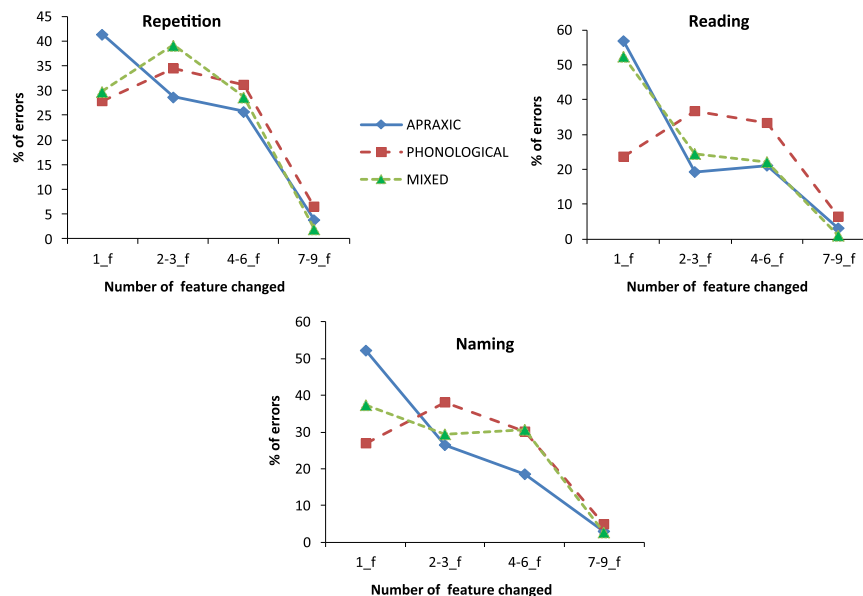 Repetition
% of errors
45
40
35
30
25
20
15
10
5
0
1_f 2-3_f 4-6_f 7-9_f
Number of feature changed
APRAXIC
PHONOLOGICAL
MIXED
Reading
% of errors
60
50
40
30
20
10
0
1_f 2-3_f 4-6_f 7-9_f
Number of feature changed
Naming
% of errors
60
50
40
30
20
10
0
1_f 2-3_f 4-6_f 7-9_f
Number of feature changed